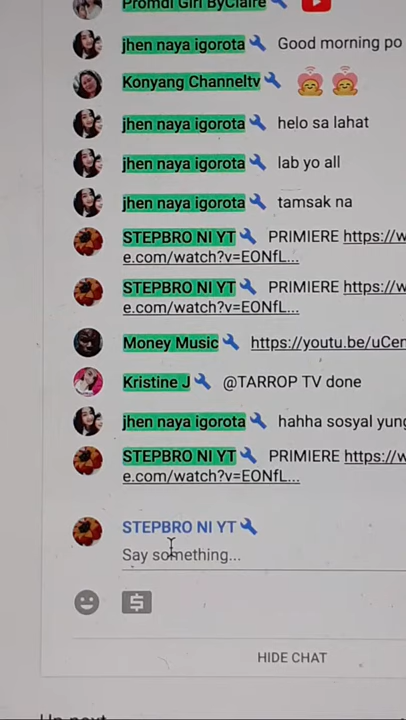 Promdi Girl ByClaire
jhen naya igorota Good morning po
Konyang Channeltv
jhen naya igorota helo sa lahat
jhen naya igorota lab yo all
jhen naya igorota tamsak na
STEPBRO NI YT PRIMIERE https://w
e.com/watch?v=EONfL...
STEPBRO NI YT PRIMIERE https://w
e.com/watch?v=EONfL...
Money Music https://youtu.be/uCer
Kristine J @TARROP TV done
jhen naya igorota hahha sosyal yung
STEPBRO NI YT PRIMIERE https://w
e.com/watch?v=EONfL...
STEPBRO NI YT
Say something...
HIDE CHAT
Up next